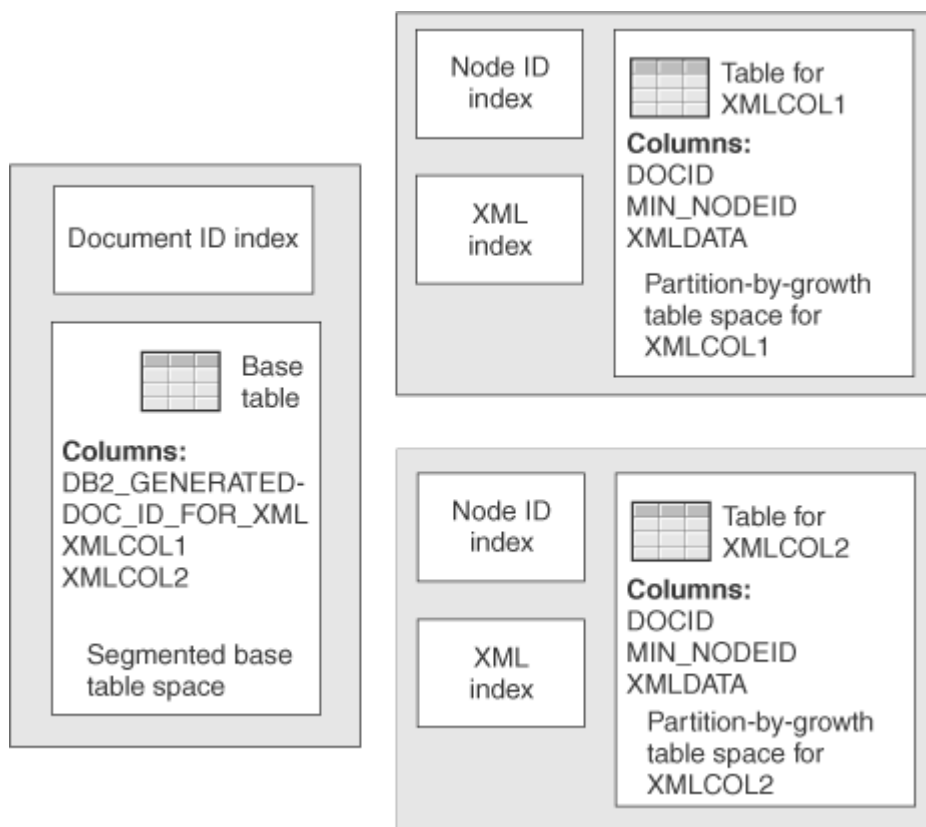 Document ID index
Base
table
Columns:
DB2_GENERATED-
DOC_ID_FOR_XML
XMLCOL1
XMLCOL2
Segmented base
table space
Node ID
index
XML
index
Table for
XMLCOL1
Columns:
DOCID
MIN_NODEID
XMLDATA
Partition-by-growth
table space for
XMLCOL1
Node ID
index
XML
index
Table for
XMLCOL2
Columns:
DOCID
MIN_NODEID
XMLDATA
Partition-by-growth
table space for
XMLCOL2